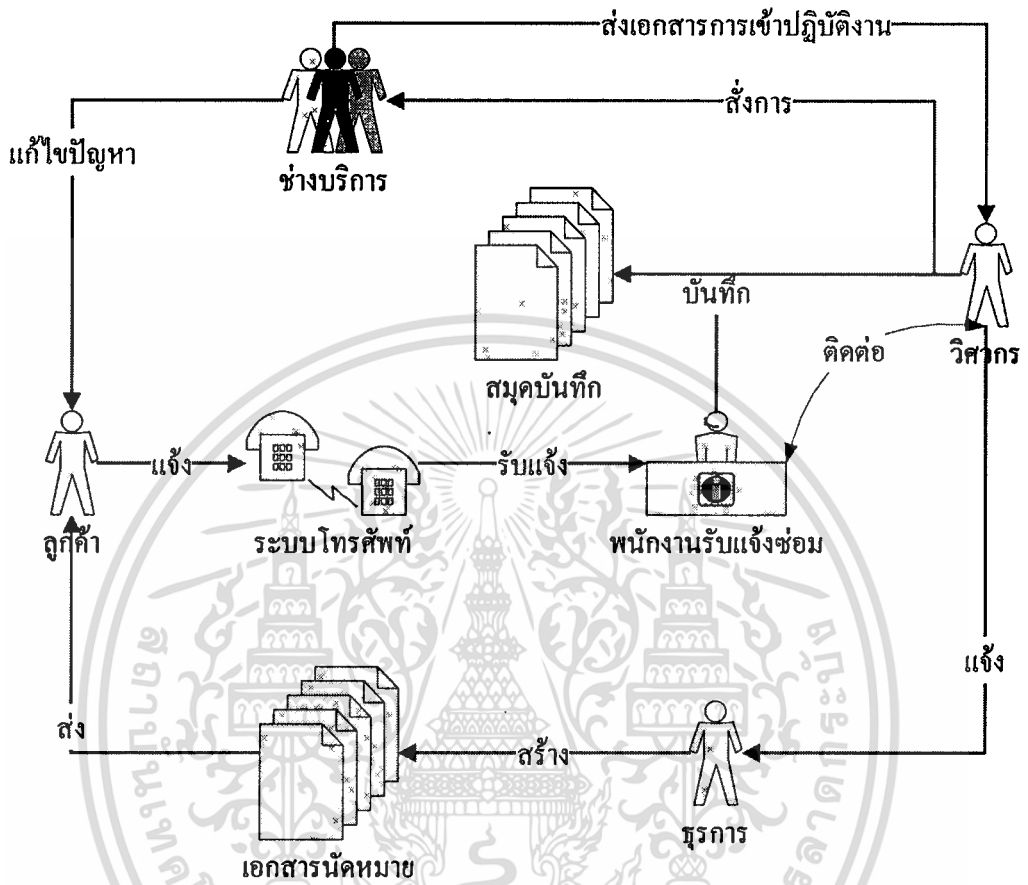 ส่งเอกสารการเข้าปฏิบัติงาน
สั่งการ
แก้ไขปัญหา
ช่างบริการ
บันทึก
ติดต่อ
วิศวกร
สมุดบันทึก
แจ้ง
รับแจ้ง
ลูกค้า
ระบบโทรศัพท์
พนักงานรับแจ้งซ่อม
แจ้ง
ส่ง
สร้าง
ธุรการ
เอกสารนัดหมาย